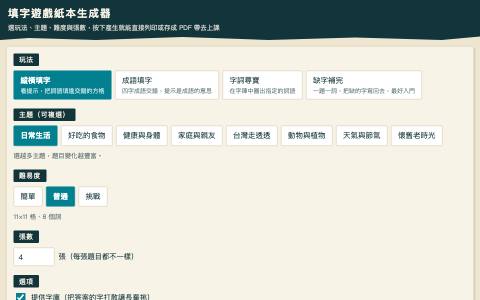 填字遊戲紙本生成器
選玩法、主題、難度與張數，按下產生就能直接列印或存成 PDF 帶去上課
玩法
縱橫填字
看提示，把詞語填進交錯的方格
成語填字
四字成語交錯，提示是成語的意思
字詞尋寶
在字陣中圈出指定的詞語
缺字補完
一題一詞，把缺的字寫回去，最好入門
主題（可複選）
日常生活 好吃的食物 健康與身體 家庭與親友 台灣走透透 動物與植物 天氣與節氣 懷舊老時光
選越多主題，題目變化越豐富。
難易度
簡單 普通 挑戰
11×11 格、8 個詞
張數
4 張（每張題目都不一樣）
選項
提供字庫（把答案的字打散讓長輩挑）